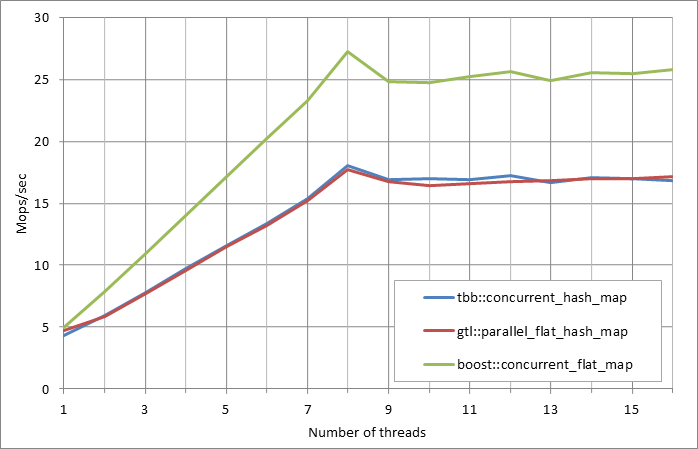 30
25
20
15
10
5
0
Mops/sec
tbb::concurrent_hash_map
gtl::parallel_flat_hash_map
boost::concurrent_flat_map
1 3 5 7 9 11 13 15
Number of threads